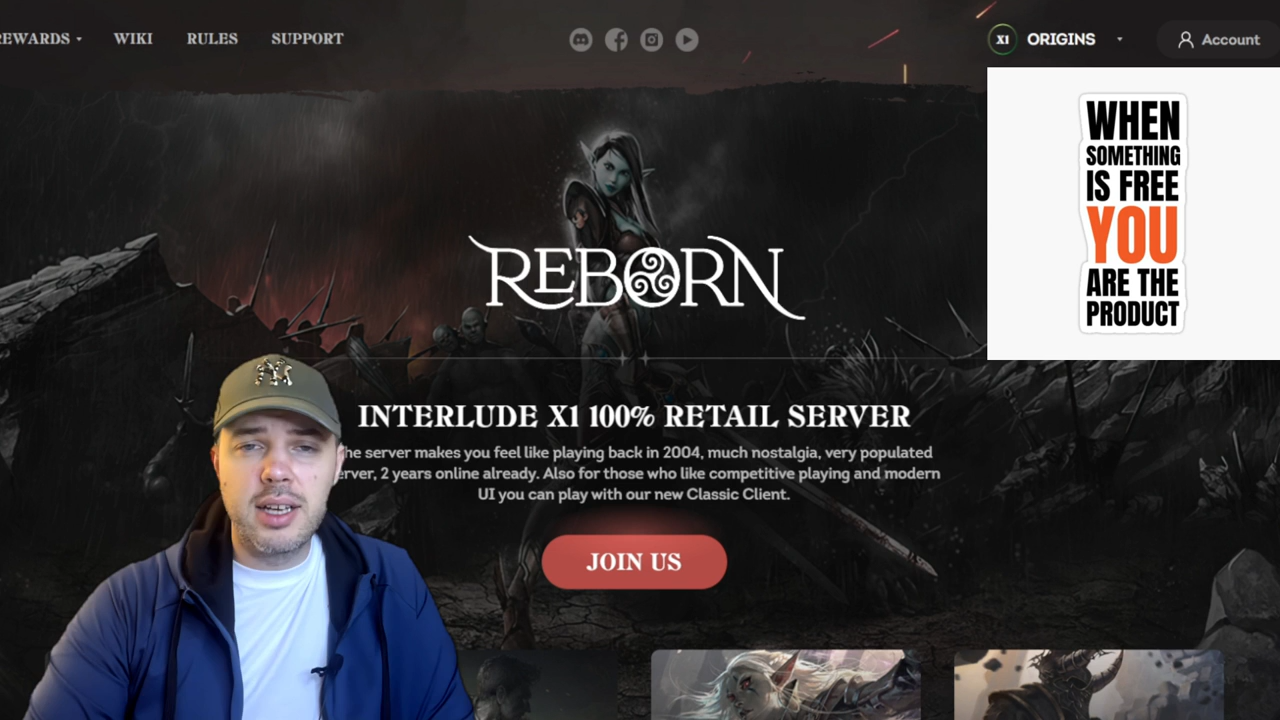 WIKI
RULES
SUPPORT
X1 ORIGINS
Account
WHEN
SOMETHING
IS FREE
YOU
ARE THE
PRODUCT
REBORN
INTERLUDE X1 100% RETAIL SERVER
server makes you feel like playing back in 2004, much nostalgia, very populated
2 years online already. Also for those who like competitive playing and modern
UI you can play with our new Classic Client.
JOIN US